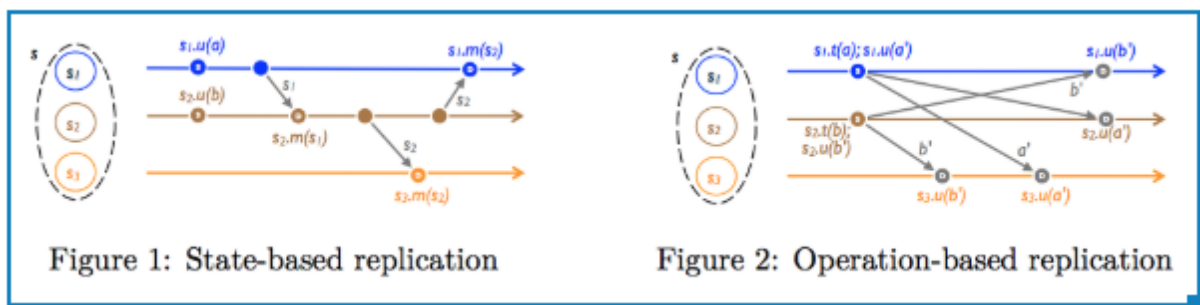 s
s₁
s₂
s₃
s₁.u(a)
s₁.m(s₂)
s₁
s₂
s₂.u(b)
s₂.m(s₁)
s₂
s₃.m(s₂)
Figure 1: State-based replication
s
s₁
s₂
s₃
s₁.t(a); s₁.u(a')
s₁.u(b')
b'
s₂.t(b);
s₂.u(b')
s₂.u(a')
b'
a'
s₃.u(b')
s₃.u(a')
Figure 2: Operation-based replication